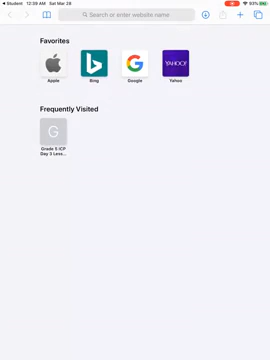 Student 12:39 AM Sat Mar 28 93%
Search or enter website name
Favorites
Apple Bing Google Yahoo
YAHOO!
Frequently Visited
G
Grade 5 ICP
Day 3 Less...